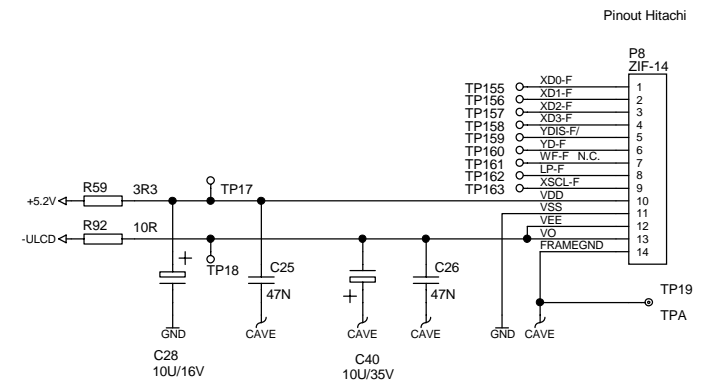 Pinout Hitachi
P8
ZIF-14
TP155 XD0-F 1
TP156 XD1-F 2
TP157 XD2-F 3
TP158 XD3-F 4
TP159 YDIS-F/ 5
TP160 YD-F 6
TP161 WF-F N.C. 7
TP162 LP-F 8
TP163 XSCL-F 9
VDD 10
VSS 11
VEE 12
VO 13
FRAMEGND 14
R59 3R3 TP17
+5.2V
R92 10R
-ULCD
TP18
+ C25 C26
47N + 47N
TP19
TPA
GND CAVE CAVE CAVE GND CAVE
C28 C40
10U/16V 10U/35V